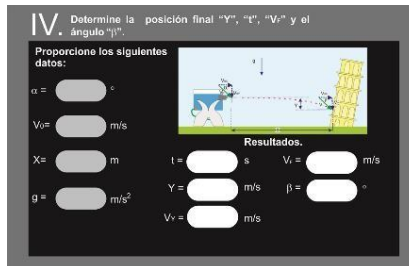 IV. Determine la posición final “Y”, “t”, “VF” y el
ángulo “β”.
Proporcione los siguientes
datos:
α = °
V0= m/s
X= m
g = m/s²
g
Resultados.
t = s
VF = m/s
Y = m/s
β = °
VY = m/s